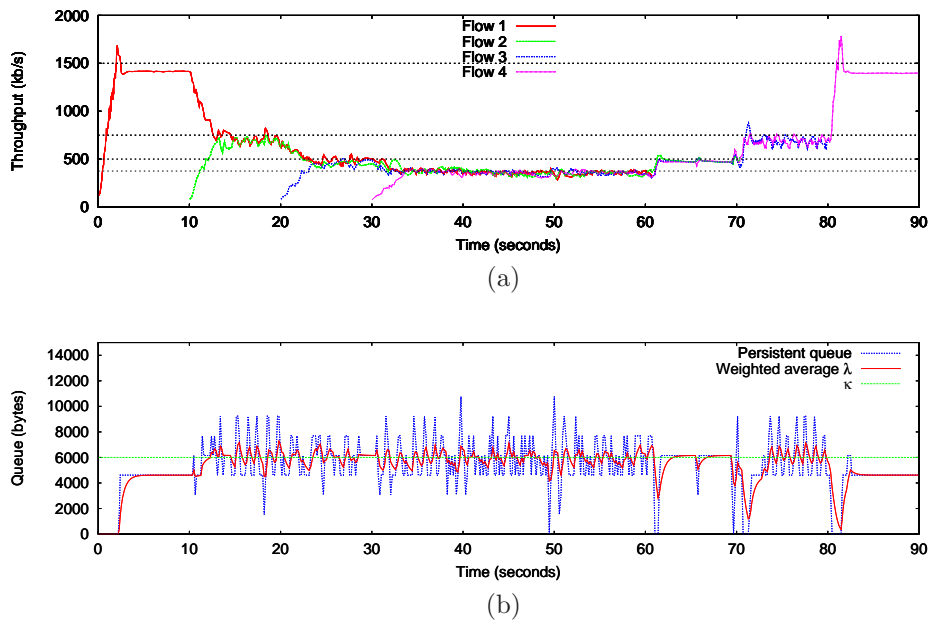 2000
1500
1000
500
0
Throughput (kb/s)
Flow 1
Flow 2
Flow 3
Flow 4
0 10 20 30 40 50 60 70 80 90
Time (seconds)
(a)
14000
12000
10000
8000
6000
4000
2000
0
Queue (bytes)
Persistent queue
Weighted average λ
κ
0 10 20 30 40 50 60 70 80 90
Time (seconds)
(b)